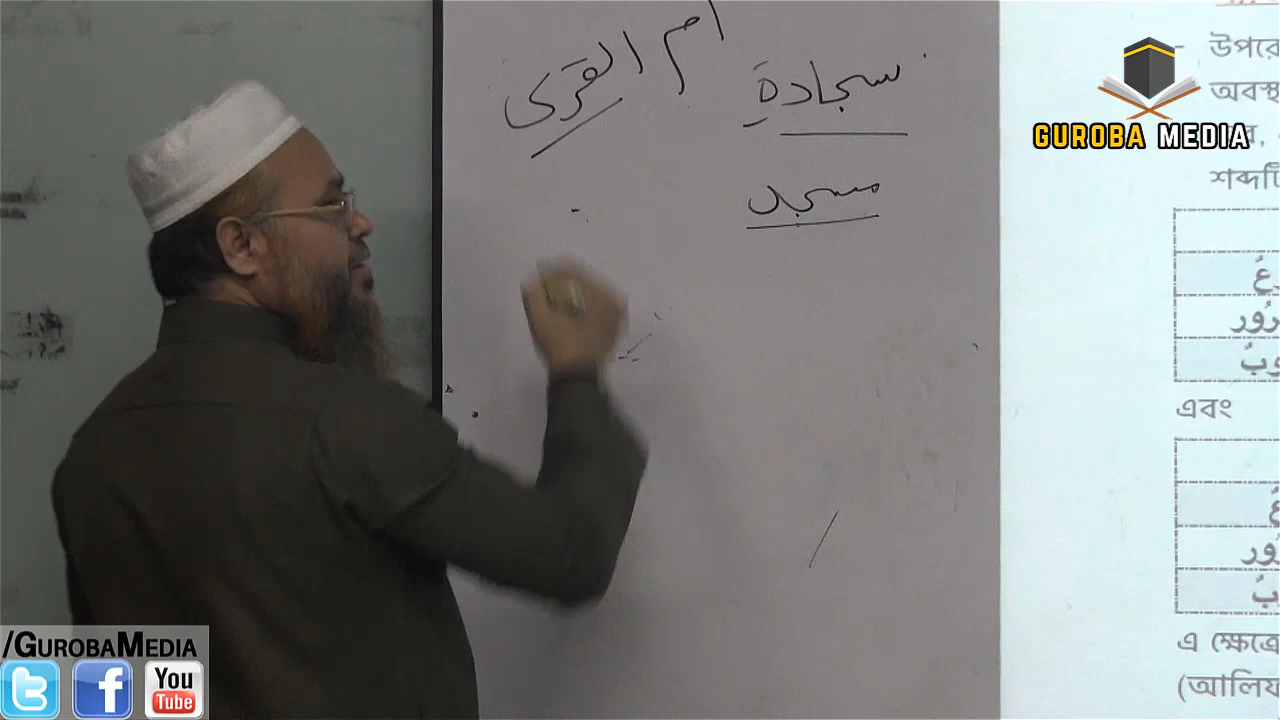 ام القرى
سجادة
مسجد
GUROBA MEDIA
উপরে
অবস্থ
শব্দটি
এবং
এ ক্ষেত্রে
(আলিফ
/GUROBAMEDIA
You
Tube